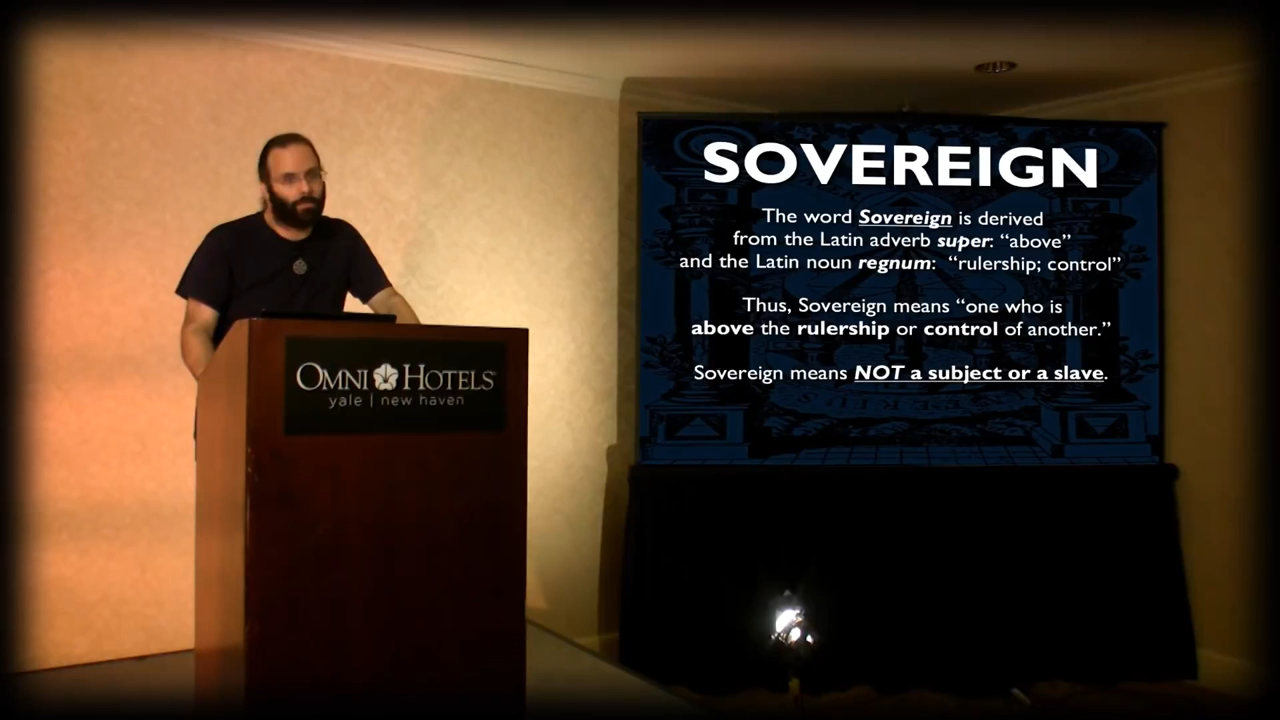 OMNI HOTELS
yale | new haven
SOVEREIGN
The word Sovereign is derived
from the Latin adverb super: “above”
and the Latin noun regnum: “rulership; control”
Thus, Sovereign means “one who is
above the rulership or control of another.”
Sovereign means NOT a subject or a slave.